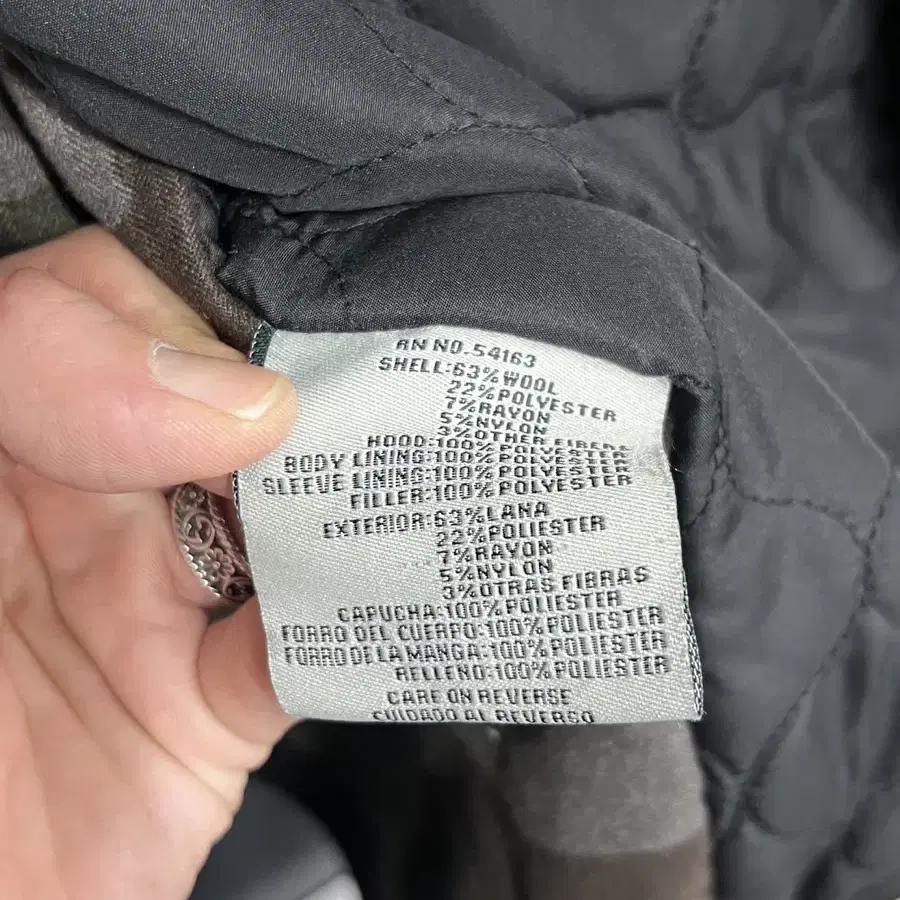 RN NO.54163
SHELL:63%WOOL
22%POLYESTER
7%RAYON
5%NYLON
3%OTHER FIBERS
HOOD:100%POLYESTER
BODY LINING:100%POLYESTER
SLEEVE LINING:100%POLYESTER
FILLER:100%POLYESTER
EXTERIOR:63%LANA
22%POLIESTER
7%RAYON
5%NYLON
3%OTRAS FIBRAS
CAPUCHA:100%POLIESTER
FORRO DEL CUERPO:100%POLIESTER
FORRO DE LA MANGA:100%POLIESTER
RELLENO:100%POLIESTER
CARE ON REVERSE
CUIDADO AL REVERSO